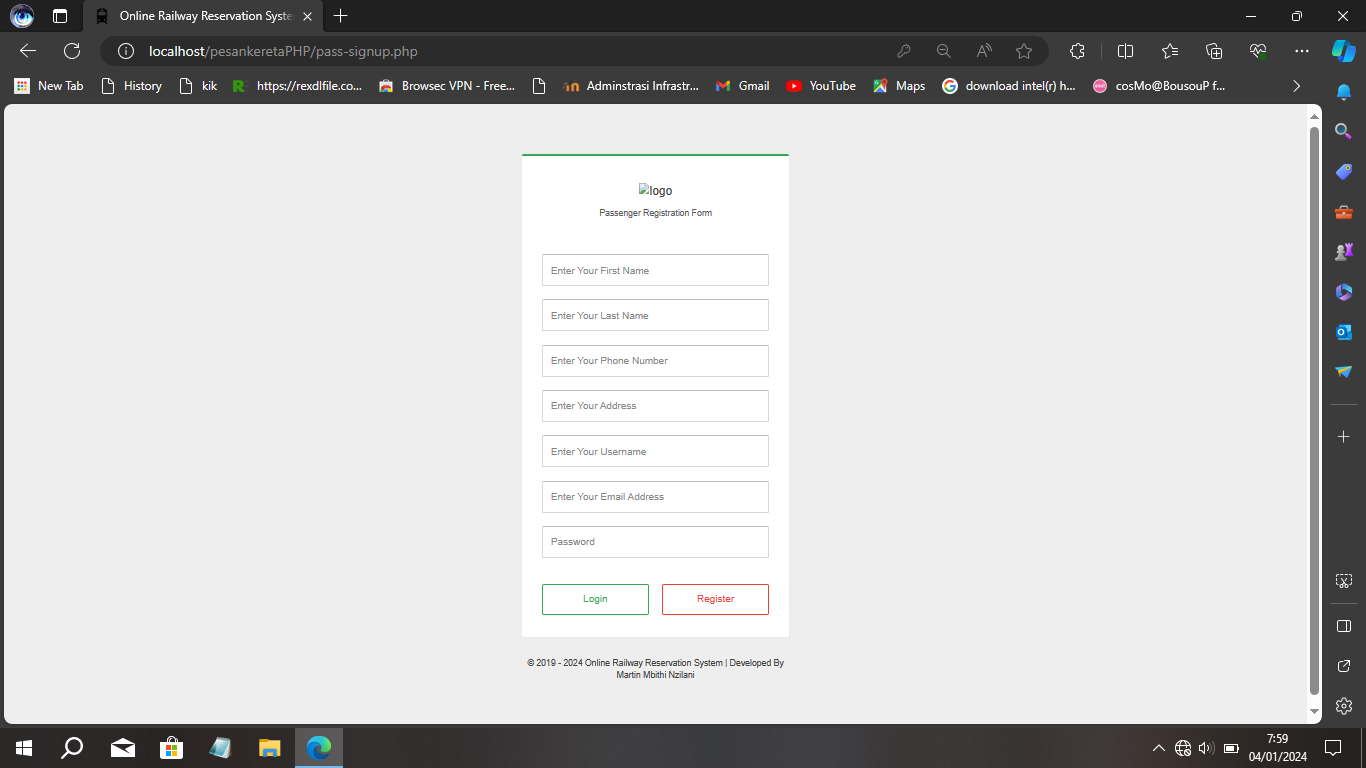 Online Railway Reservation Syste
localhost/pesankeretaPHP/pass-signup.php
New Tab
History
kik
https://rexdlfile.co...
Browsec VPN - Free...
Adminstrasi Infrastr...
Gmail
YouTube
Maps
download intel(r) h...
cosMo@BousouP f...
logo
Passenger Registration Form
Enter Your First Name
Enter Your Last Name
Enter Your Phone Number
Enter Your Address
Enter Your Username
Enter Your Email Address
Password
Login
Register
© 2019 - 2024 Online Railway Reservation System | Developed By
Martin Mbithi Nzilani
7:59
04/01/2024